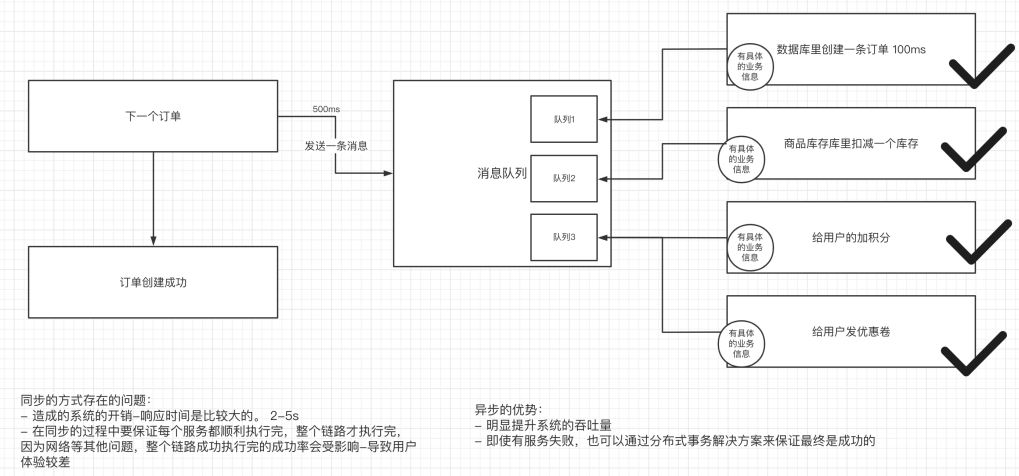 下一个订单
500ms
发送一条消息
订单创建成功
消息队列
队列1
队列2
队列3
有具体
的业务
信息
数据库里创建一条订单 100ms
有具体
的业务
信息
商品库存库里扣减一个库存
有具体
的业务
信息
给用户的加积分
有具体
的业务
信息
给用户发优惠卷
同步的方式存在的问题：
- 造成的系统的开销-响应时间是比较大的。 2-5s
- 在同步的过程中要保证每个服务都顺利执行完，整个链路才执行完，
因为网络等其他问题，整个链路成功执行完的成功率会受影响-导致用户
体验较差
异步的优势：
- 明显提升系统的吞吐量
- 即使有服务失败，也可以通过分布式事务解决方案来保证最终是成功的